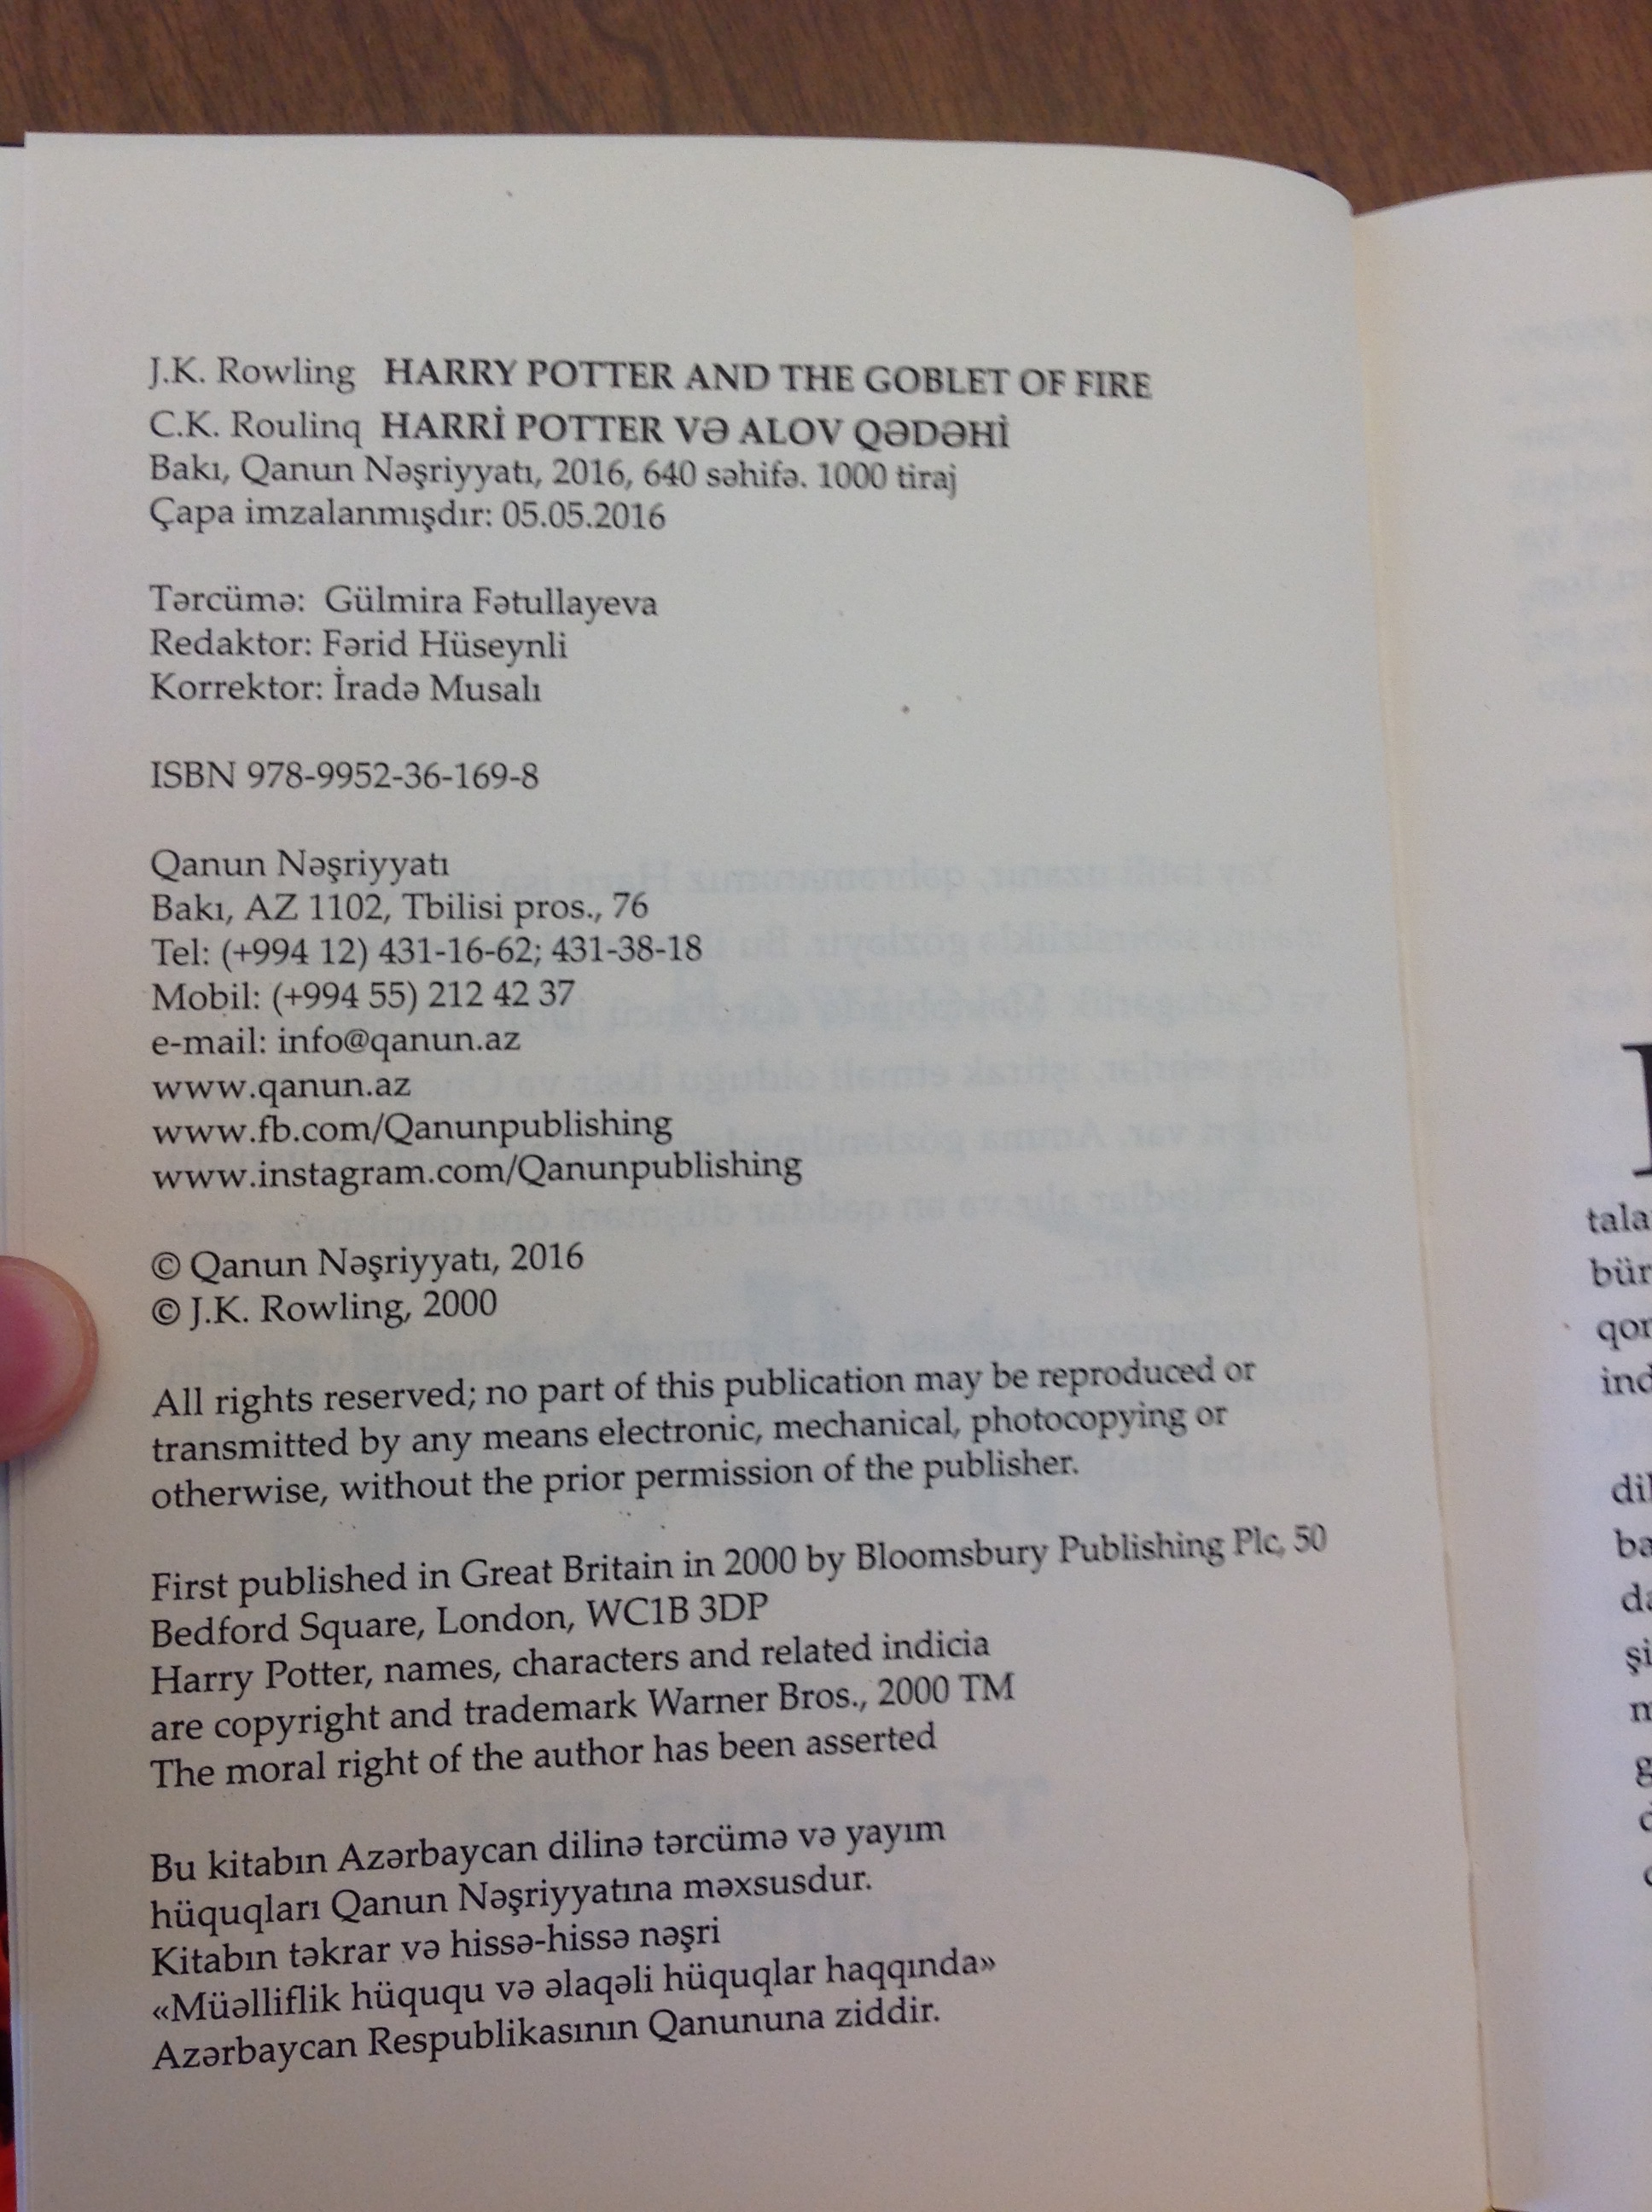 J.K. Rowling HARRY POTTER AND THE GOBLET OF FIRE
C.K. Roulinq HARRİ POTTER VƏ ALOV QƏDƏHİ
Bakı, Qanun Nəşriyyatı, 2016, 640 səhifə. 1000 tiraj
Çapa imzalanmışdır: 05.05.2016
Tərcümə: Gülmira Fətullayeva
Redaktor: Fərid Hüseynli
Korrektor: İradə Musalı
ISBN 978-9952-36-169-8
Qanun Nəşriyyatı
Bakı, AZ 1102, Tbilisi pros., 76
Tel: (+994 12) 431-16-62; 431-38-18
Mobil: (+994 55) 212 42 37
e-mail: info@qanun.az
www.qanun.az
www.fb.com/Qanunpublishing
www.instagram.com/Qanunpublishing
© Qanun Nəşriyyatı, 2016
© J.K. Rowling, 2000
All rights reserved; no part of this publication may be reproduced or
transmitted by any means electronic, mechanical, photocopying or
otherwise, without the prior permission of the publisher.
First published in Great Britain in 2000 by Bloomsbury Publishing Plc, 50
Bedford Square, London, WC1B 3DP
Harry Potter, names, characters and related indicia
are copyright and trademark Warner Bros., 2000 TM
The moral right of the author has been asserted
Bu kitabın Azərbaycan dilinə tərcümə və yayım
hüquqları Qanun Nəşriyyatına məxsusdur.
Kitabın təkrar və hissə-hissə nəşri
«Müəlliflik hüququ və əlaqəli hüquqlar haqqında»
Azərbaycan Respublikasının Qanununa ziddir.